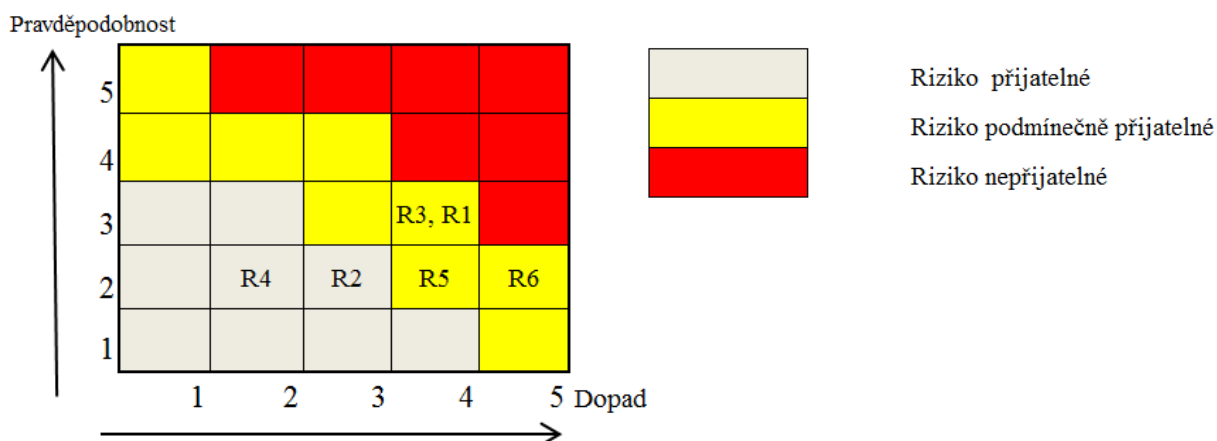 Pravděpodobnost
5
4
3
R3, R1
2
R4
R2
R5
R6
1
1
2
3
4
5 Dopad
Riziko přijatelné
Riziko podmínečně přijatelné
Riziko nepřijatelné